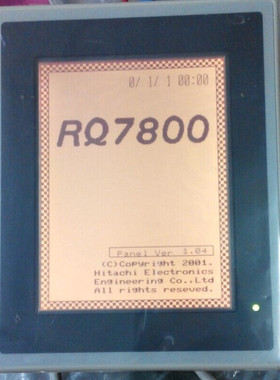 0/ 1/ 1 00:00
RQ7800
Panel Ver 1.04
(C)Copyright 2001.
Hitachi Electronics
Engineering Co.,Ltd
All rights reseved.